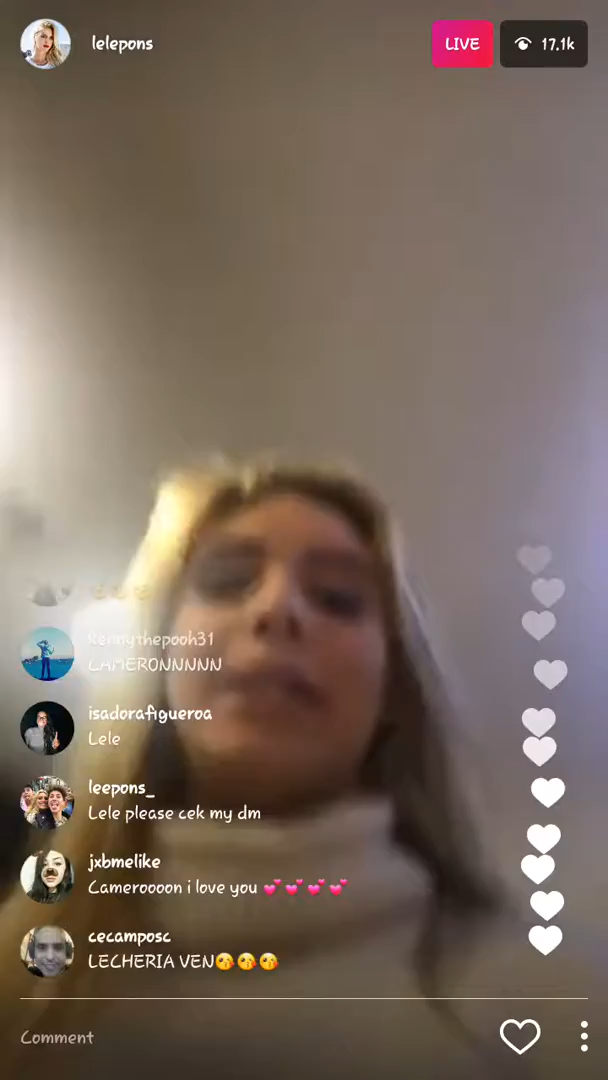 lelepons
LIVE
17.1k
kennythepooh31
CAMERONNNNN
isadorafigueroa
Lele
leepons_
Lele please cek my dm
jxbmelike
Cameroooon i love you 💕💕💕💕
cecamposc
LECHERIA VEN😘😘😘
Comment